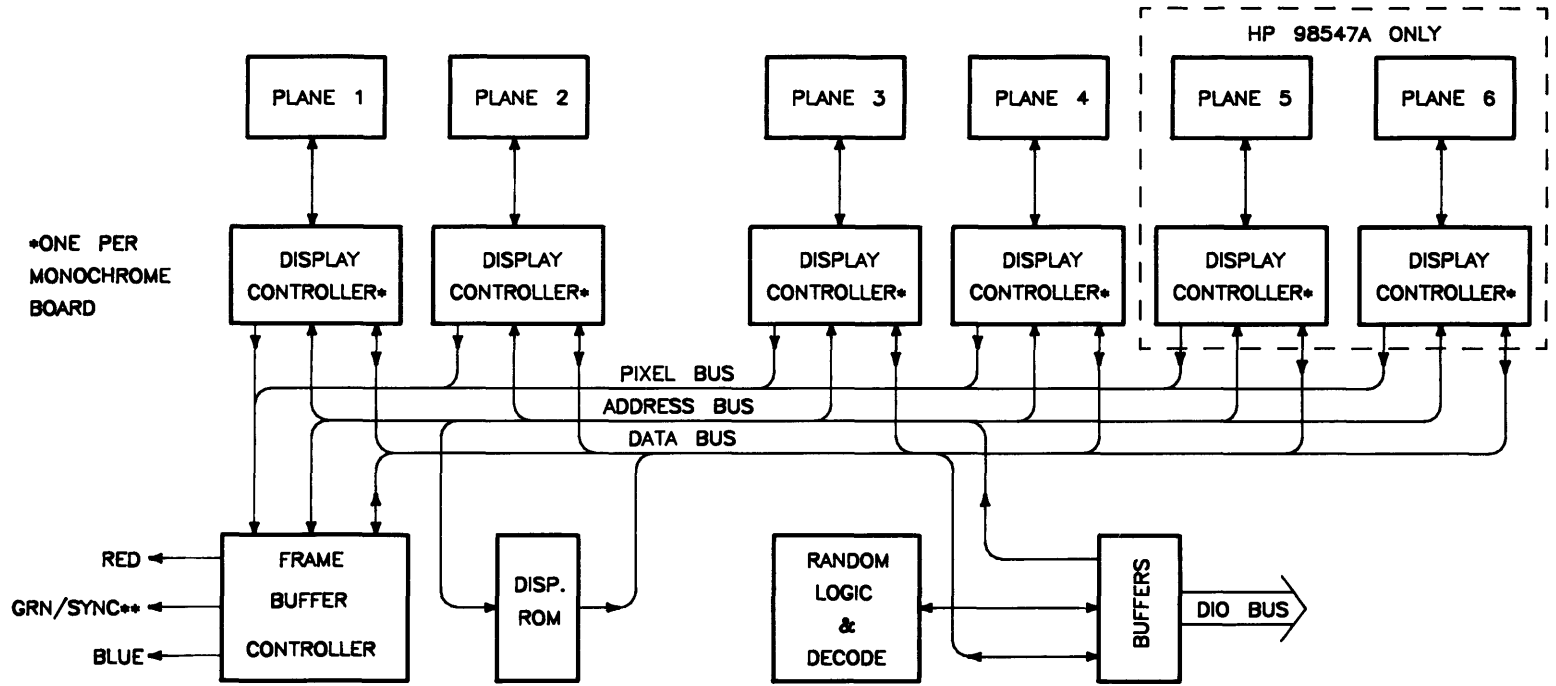 HP 98547A ONLY
PLANE 1
PLANE 2
PLANE 3
PLANE 4
PLANE 5
PLANE 6
*ONE PER
MONOCHROME
BOARD
DISPLAY
CONTROLLER*
DISPLAY
CONTROLLER*
DISPLAY
CONTROLLER*
DISPLAY
CONTROLLER*
DISPLAY
CONTROLLER*
DISPLAY
CONTROLLER*
PIXEL BUS
ADDRESS BUS
DATA BUS
RED
GRN/SYNC**
BLUE
FRAME
BUFFER
CONTROLLER
DISP.
ROM
RANDOM
LOGIC
&
DECODE
BUFFERS
DIO BUS